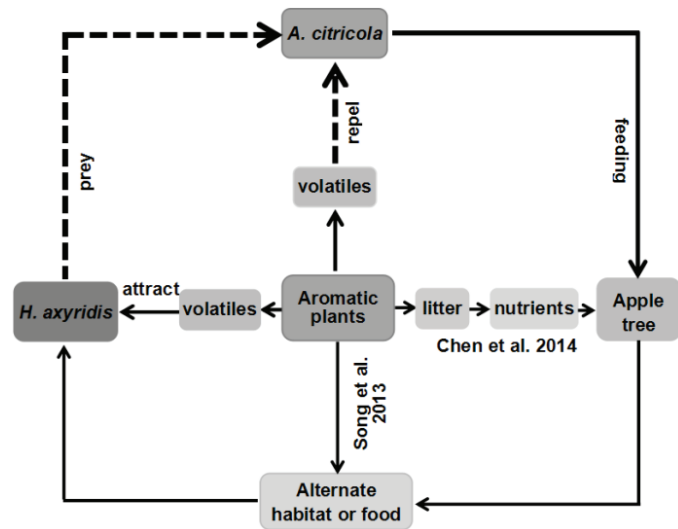 A. citricola
repel
feeding
prey
volatiles
attract
H. axyridis
volatiles
Aromatic
plants
litter
nutrients
Apple
tree
Chen et al. 2014
Song et al.
2013
Alternate
habitat or food